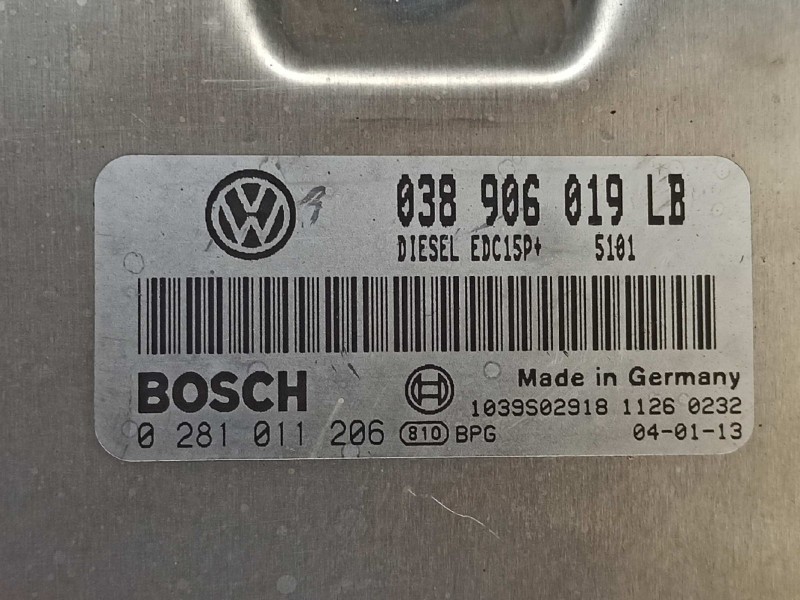 038 906 019 LB
DIESEL EDC15P+ 5101
BOSCH
Made in Germany
1039S02918 1126 0232
0 281 011 206 810 BPG 04-01-13